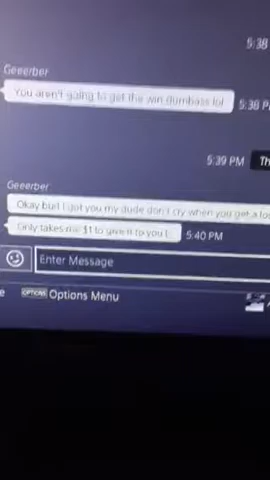 5:38
Geeerber
You aren't going to get the win dumbass lol
5:38 P
5:39 PM
Th
Geeerber
Okay bud I got you my dude don't cry when you get a lo
Only takes me $1 to give it to you
5:40 PM
Enter Message
e
OPTIONS Options Menu